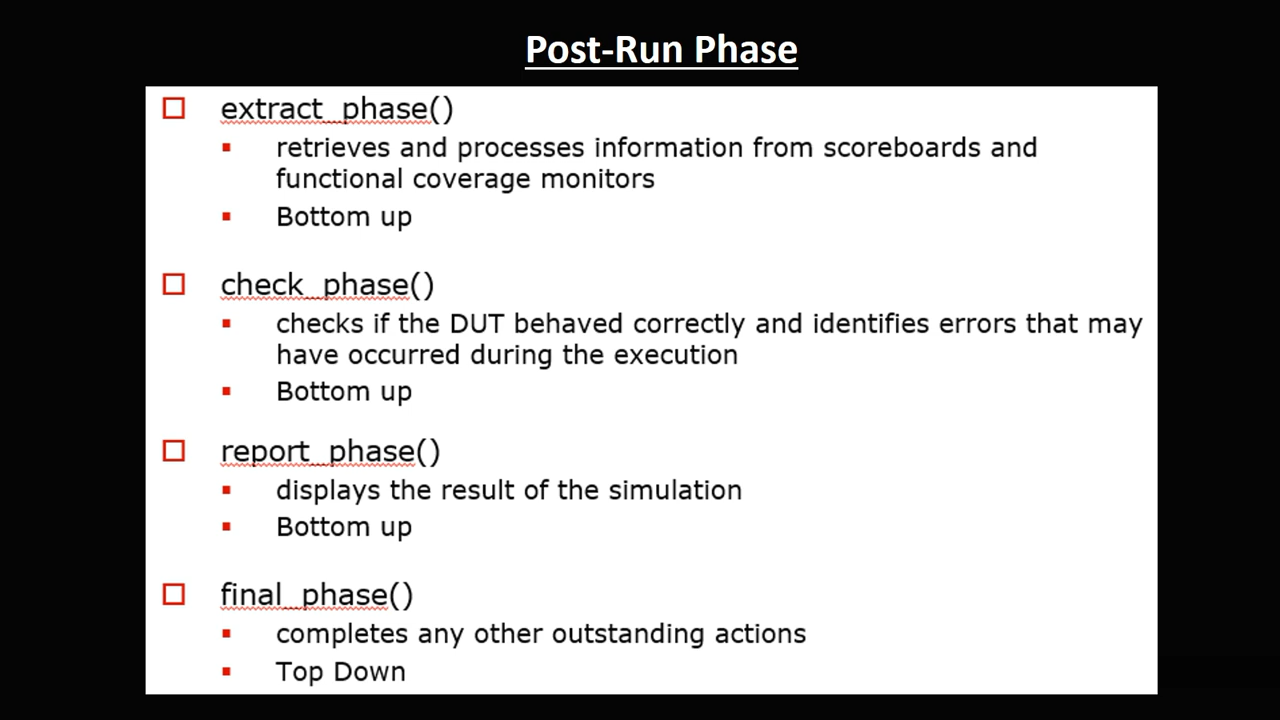 Post-Run Phase
extract_phase()
retrieves and processes information from scoreboards and
functional coverage monitors
Bottom up
check_phase()
checks if the DUT behaved correctly and identifies errors that may
have occurred during the execution
Bottom up
report_phase()
displays the result of the simulation
Bottom up
final_phase()
completes any other outstanding actions
Top Down